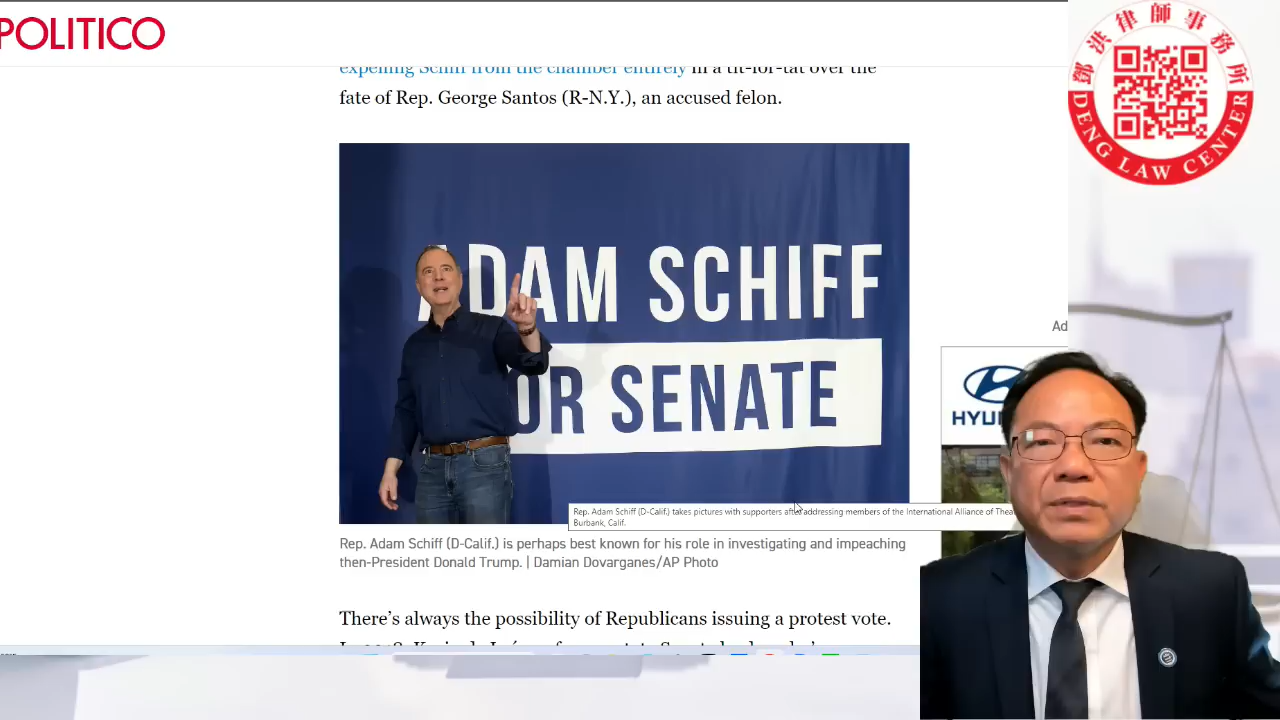 POLITICO
expelling Schiff from the chamber entirely in a tit-for-tat over the
fate of Rep. George Santos (R-N.Y.), an accused felon.
鄧洪律師事務所
DENG LAW CENTER
ADAM SCHIFF
FOR SENATE
Ad
HYU
Rep. Adam Schiff (D-Calif.) takes pictures with supporters after addressing members of the International Alliance of Thea
Burbank, Calif.
Rep. Adam Schiff (D-Calif.) is perhaps best known for his role in investigating and impeaching
then-President Donald Trump. | Damian Dovarganes/AP Photo
There's always the possibility of Republicans issuing a protest vote.